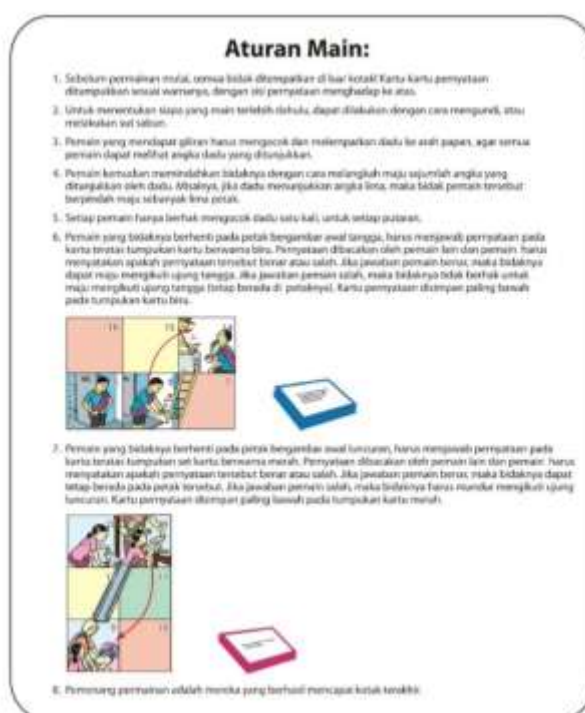 Aturan Main:
1. Sebelum permainan mulai, semua bidak ditempatkan di luar kotak! Kartu-kartu pernyataan
ditumpukkan sesuai warnanya, dengan sisi pernyataan menghadap ke atas.
2. Untuk menentukan siapa yang main terlebih dahulu, dapat dilakukan dengan cara mengundi, atau
melakukan sut
3. Pemain yang mendapat giliran harus mengocok dan melemparkan dadu ke arah papan, agar semua
pemain dapat melihat angka dadu yang ditunjukkan.
4. Pemain kemudian memindahkan bidaknya dengan cara melangkah maju sejumlah angka yang
ditunjukkan oleh dadu. Misalnya, jika dadu menunjukkan angka lima, maka bidak pemain tersebut
berpindah maju sebanyak lima petak.
5. Setiap pemain hanya berhak mengocok dadu satu kali, untuk setiap putaran.
6. Pemain yang bidaknya berhenti pada petak bergambar awal tangga, harus menjawab pernyataan pada
kartu teratas tumpukan kartu berwarna biru. Pernyataan dibacakan oleh pemain lain dan pemain harus
menyatakan apakah pernyataan tersebut benar atau salah. Jika jawaban pemain benar, maka bidaknya
dapat maju mengikuti ujung tangga. Jika jawaban pemain salah, maka bidaknya tidak berhak untuk
maju mengikuti ujung tangga (tetap berada di petaknya). Kartu pernyataan disimpan paling bawah
pada tumpukan kartu biru.
7. Pemain yang bidaknya berhenti pada petak bergambar awal luncuran, harus menjawab pernyataan pada
kartu teratas tumpukan set kartu berwarna merah. Pernyataan dibacakan oleh pemain lain dan pemain harus
menyatakan apakah pernyataan tersebut benar atau salah. Jika jawaban pemain benar, maka bidaknya dapat
tetap berada pada petak tersebut. Jika jawaban pemain salah, maka bidaknya harus mundur mengikuti ujung
luncuran. Kartu pernyataan disimpan paling bawah pada tumpukan kartu merah.
8. Pemenang permainan adalah mereka yang berhasil mencapai kotak terakhir.